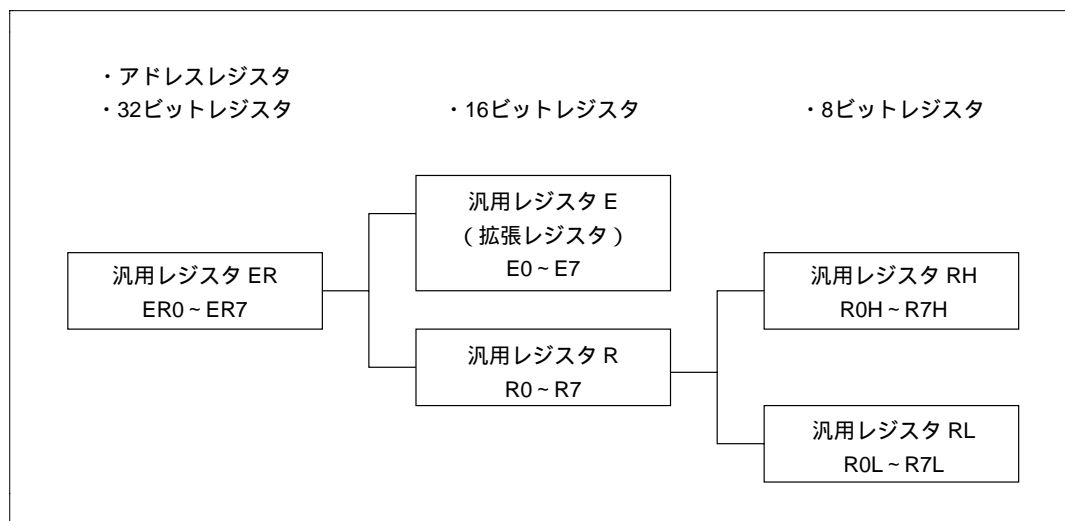 ・アドレスレジスタ
・32ビットレジスタ
・16ビットレジスタ
・8ビットレジスタ
汎用レジスタ ER
ER0~ER7
汎用レジスタ E
(拡張レジスタ)
E0~E7
汎用レジスタ R
R0~R7
汎用レジスタ RH
R0H~R7H
汎用レジスタ RL
R0L~R7L